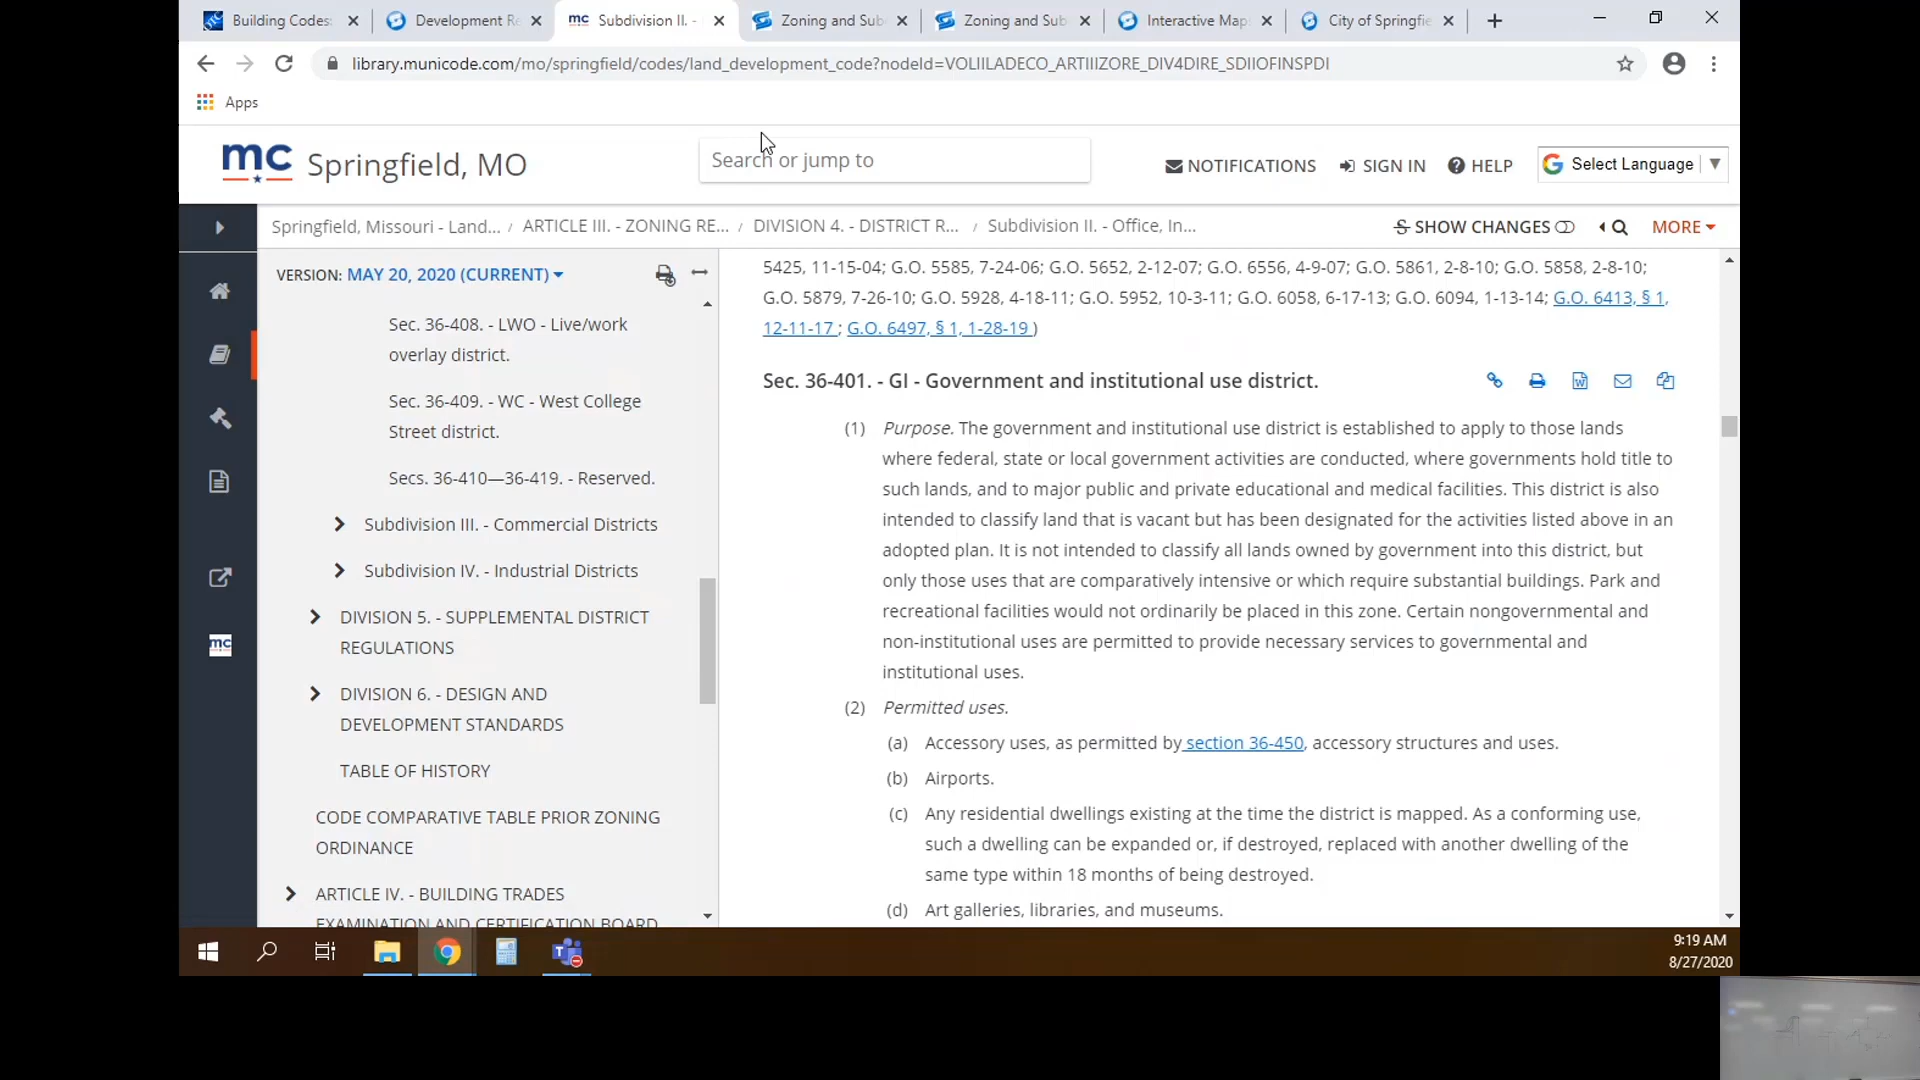 Building Codes
Development Re
mc Subdivision II. -
Zoning and Sub
Zoning and Sub
Interactive Map
City of Springfie
library.municode.com/mo/springfield/codes/land_development_code?nodeId=VOLIILADECO_ARTIIIZORE_DIV4DIRE_SDIIOFINSPDI
Apps
mc Springfield, MO
Search or jump to
NOTIFICATIONS SIGN IN HELP Select Language
Springfield, Missouri - Land... / ARTICLE III. - ZONING RE... / DIVISION 4. - DISTRICT R... / Subdivision II. - Office, In...
SHOW CHANGES MORE
VERSION: MAY 20, 2020 (CURRENT)
Sec. 36-408. - LWO - Live/work
overlay district.
Sec. 36-409. - WC - West College
Street district.
Secs. 36-410—36-419. - Reserved.
Subdivision III. - Commercial Districts
Subdivision IV. - Industrial Districts
DIVISION 5. - SUPPLEMENTAL DISTRICT
REGULATIONS
DIVISION 6. - DESIGN AND
DEVELOPMENT STANDARDS
TABLE OF HISTORY
CODE COMPARATIVE TABLE PRIOR ZONING
ORDINANCE
ARTICLE IV. - BUILDING TRADES
EXAMINATION AND CERTIFICATION BOARD
mc
5425, 11-15-04; G.O. 5585, 7-24-06; G.O. 5652, 2-12-07; G.O. 6556, 4-9-07; G.O. 5861, 2-8-10; G.O. 5858, 2-8-10;
G.O. 5879, 7-26-10; G.O. 5928, 4-18-11; G.O. 5952, 10-3-11; G.O. 6058, 6-17-13; G.O. 6094, 1-13-14; G.O. 6413, § 1,
12-11-17 ; G.O. 6497, § 1, 1-28-19 )
Sec. 36-401. - GI - Government and institutional use district.
(1) Purpose. The government and institutional use district is established to apply to those lands
where federal, state or local government activities are conducted, where governments hold title to
such lands, and to major public and private educational and medical facilities. This district is also
intended to classify land that is vacant but has been designated for the activities listed above in an
adopted plan. It is not intended to classify all lands owned by government into this district, but
only those uses that are comparatively intensive or which require substantial buildings. Park and
recreational facilities would not ordinarily be placed in this zone. Certain nongovernmental and
non-institutional uses are permitted to provide necessary services to governmental and
institutional uses.
(2) Permitted uses.
(a) Accessory uses, as permitted by section 36-450, accessory structures and uses.
(b) Airports.
(c) Any residential dwellings existing at the time the district is mapped. As a conforming use,
such a dwelling can be expanded or, if destroyed, replaced with another dwelling of the
same type within 18 months of being destroyed.
(d) Art galleries, libraries, and museums.
9:19 AM
8/27/2020